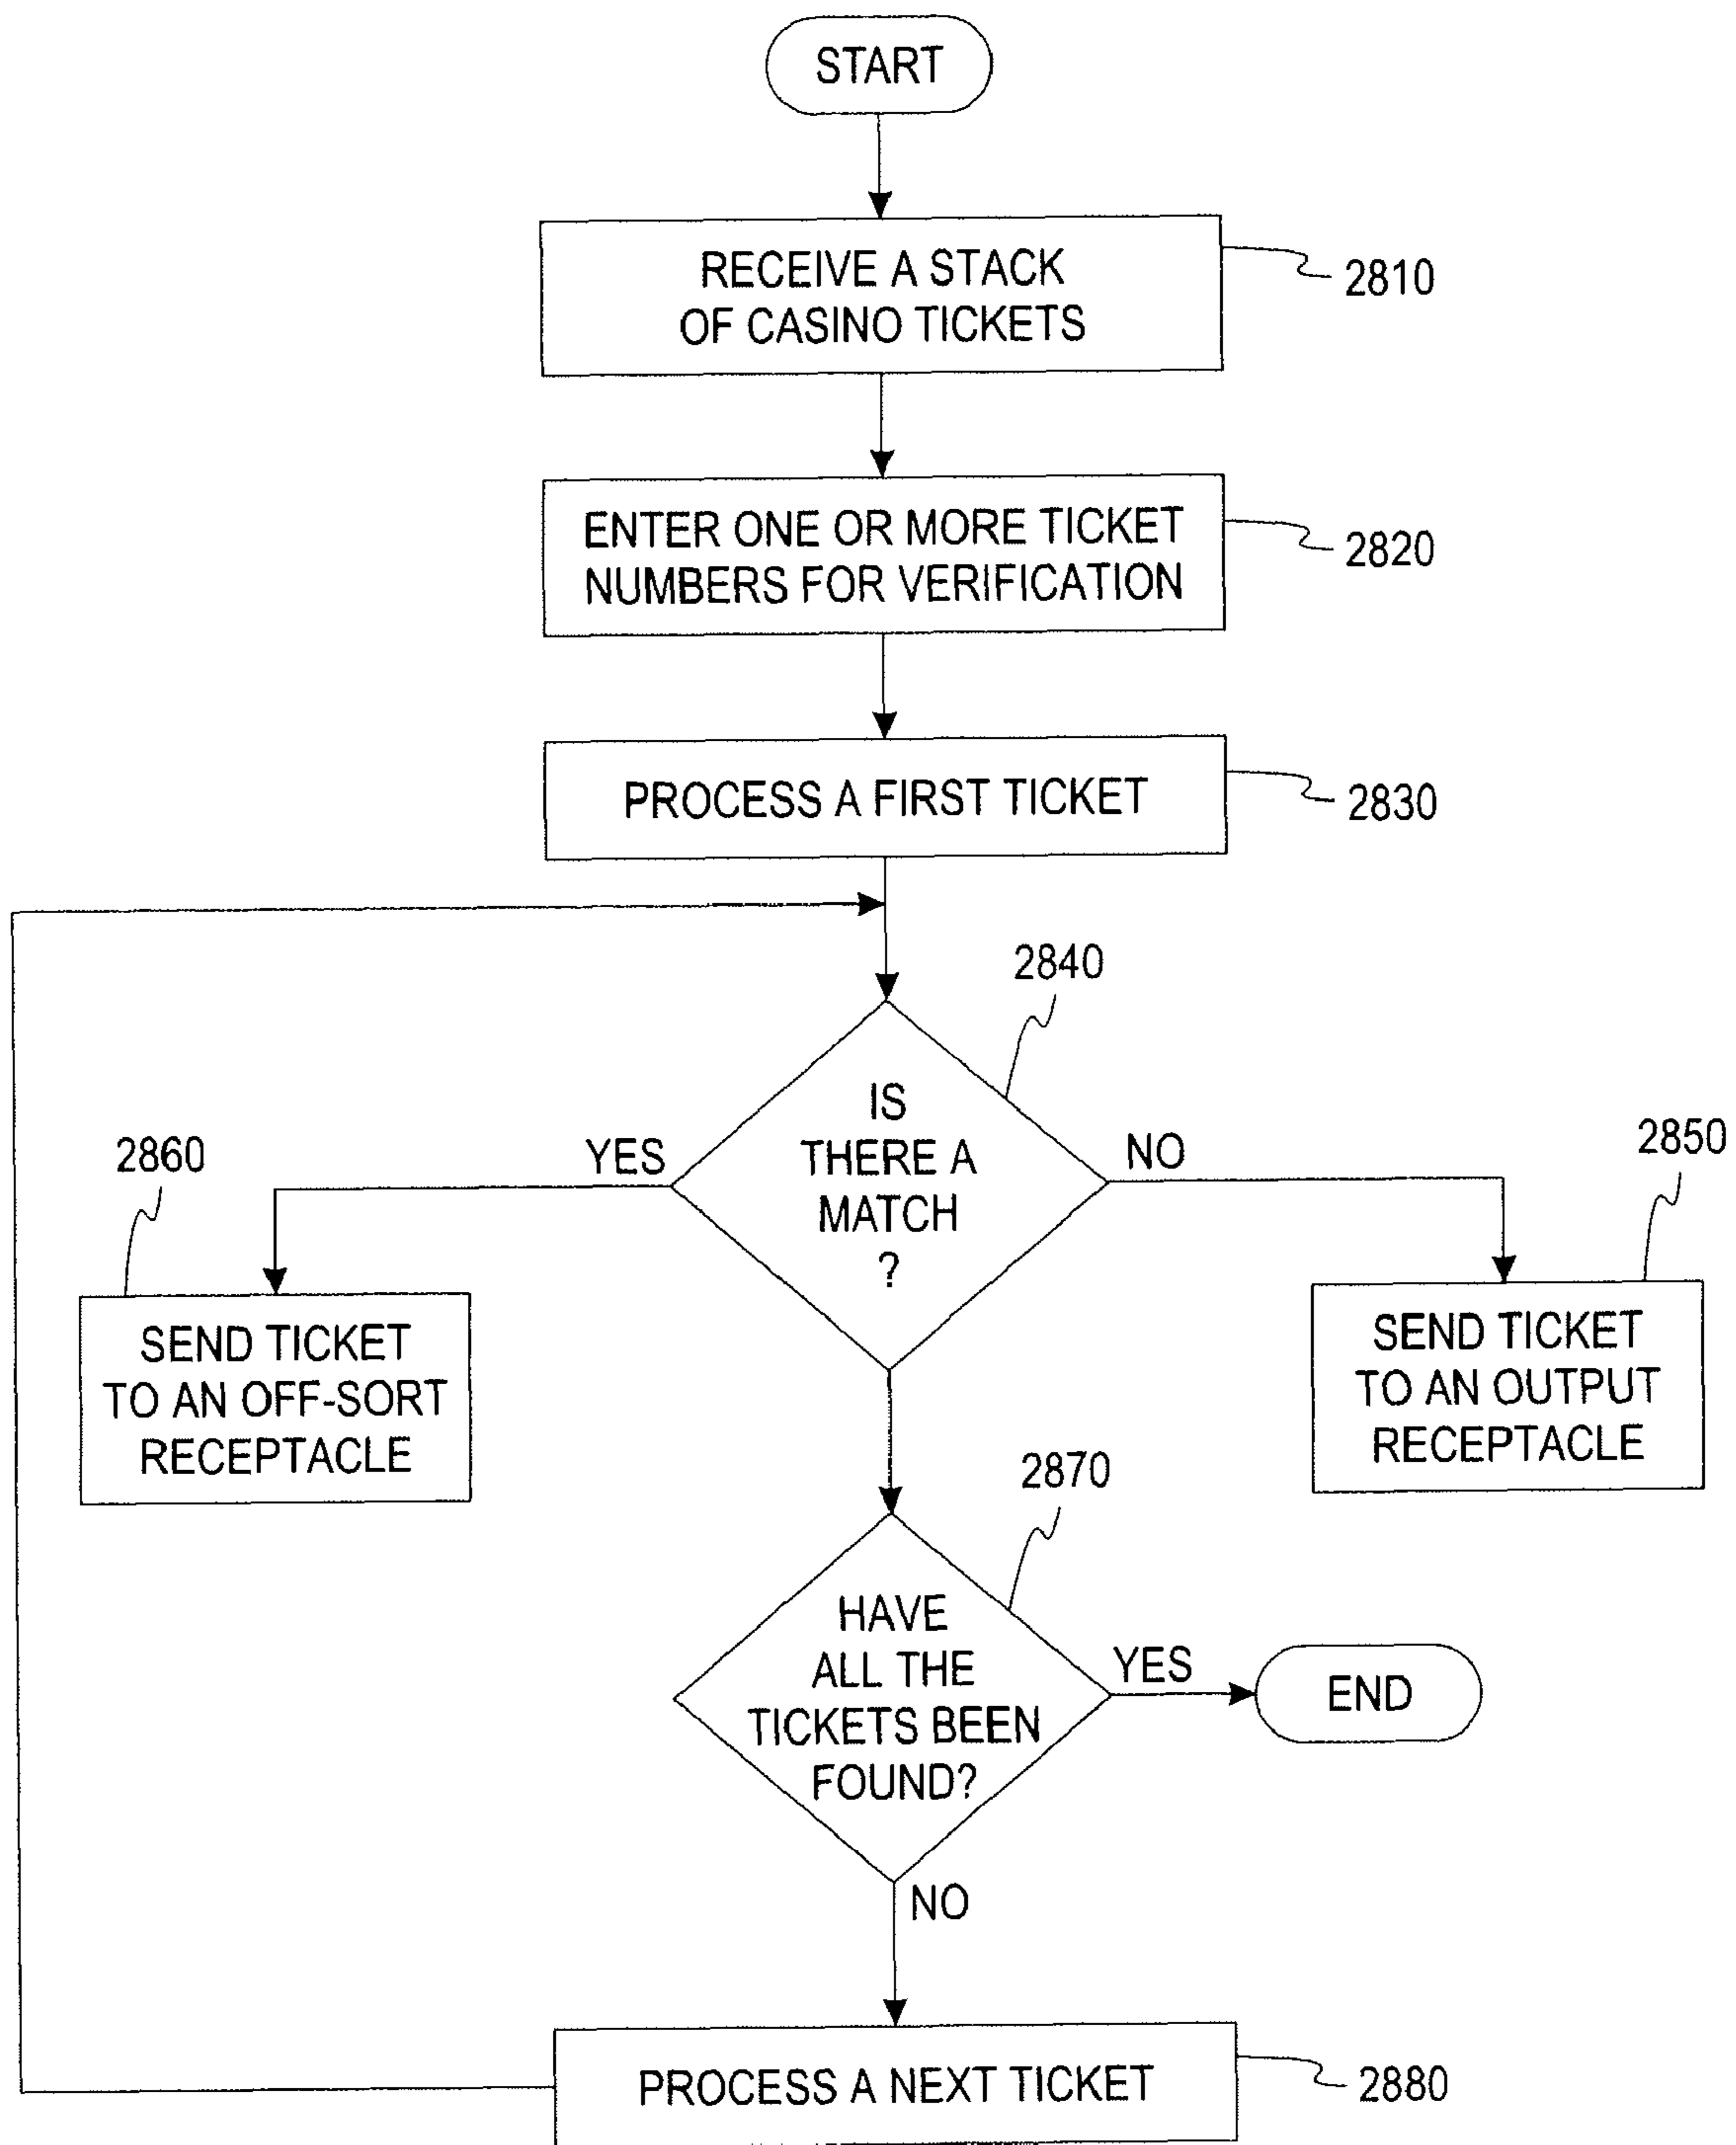 START
RECEIVE A STACK
OF CASINO TICKETS
2810
ENTER ONE OR MORE TICKET
NUMBERS FOR VERIFICATION
2820
PROCESS A FIRST TICKET
2830
2840
IS
THERE A
MATCH
?
YES
NO
2860
SEND TICKET
TO AN OFF-SORT
RECEPTACLE
2850
SEND TICKET
TO AN OUTPUT
RECEPTACLE
2870
HAVE
ALL THE
TICKETS BEEN
FOUND?
YES
END
NO
PROCESS A NEXT TICKET
2880